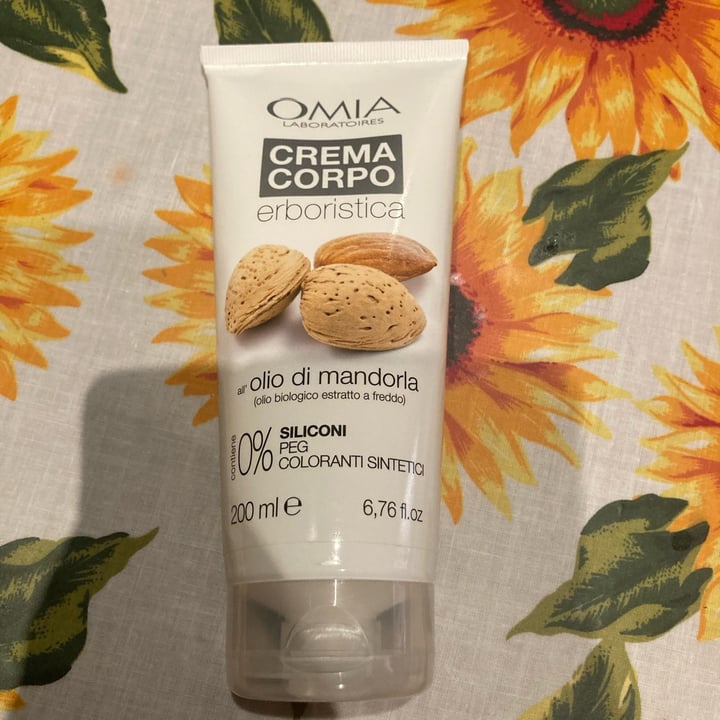 OMIA
LABORATOIRES
CREMA
CORPO
erboristica
all' olio di mandorla
(olio biologico estratto a freddo)
contiene
0%
SILICONI
PEG
COLORANTI SINTETICI
200 ml e 6,76 fl.oz